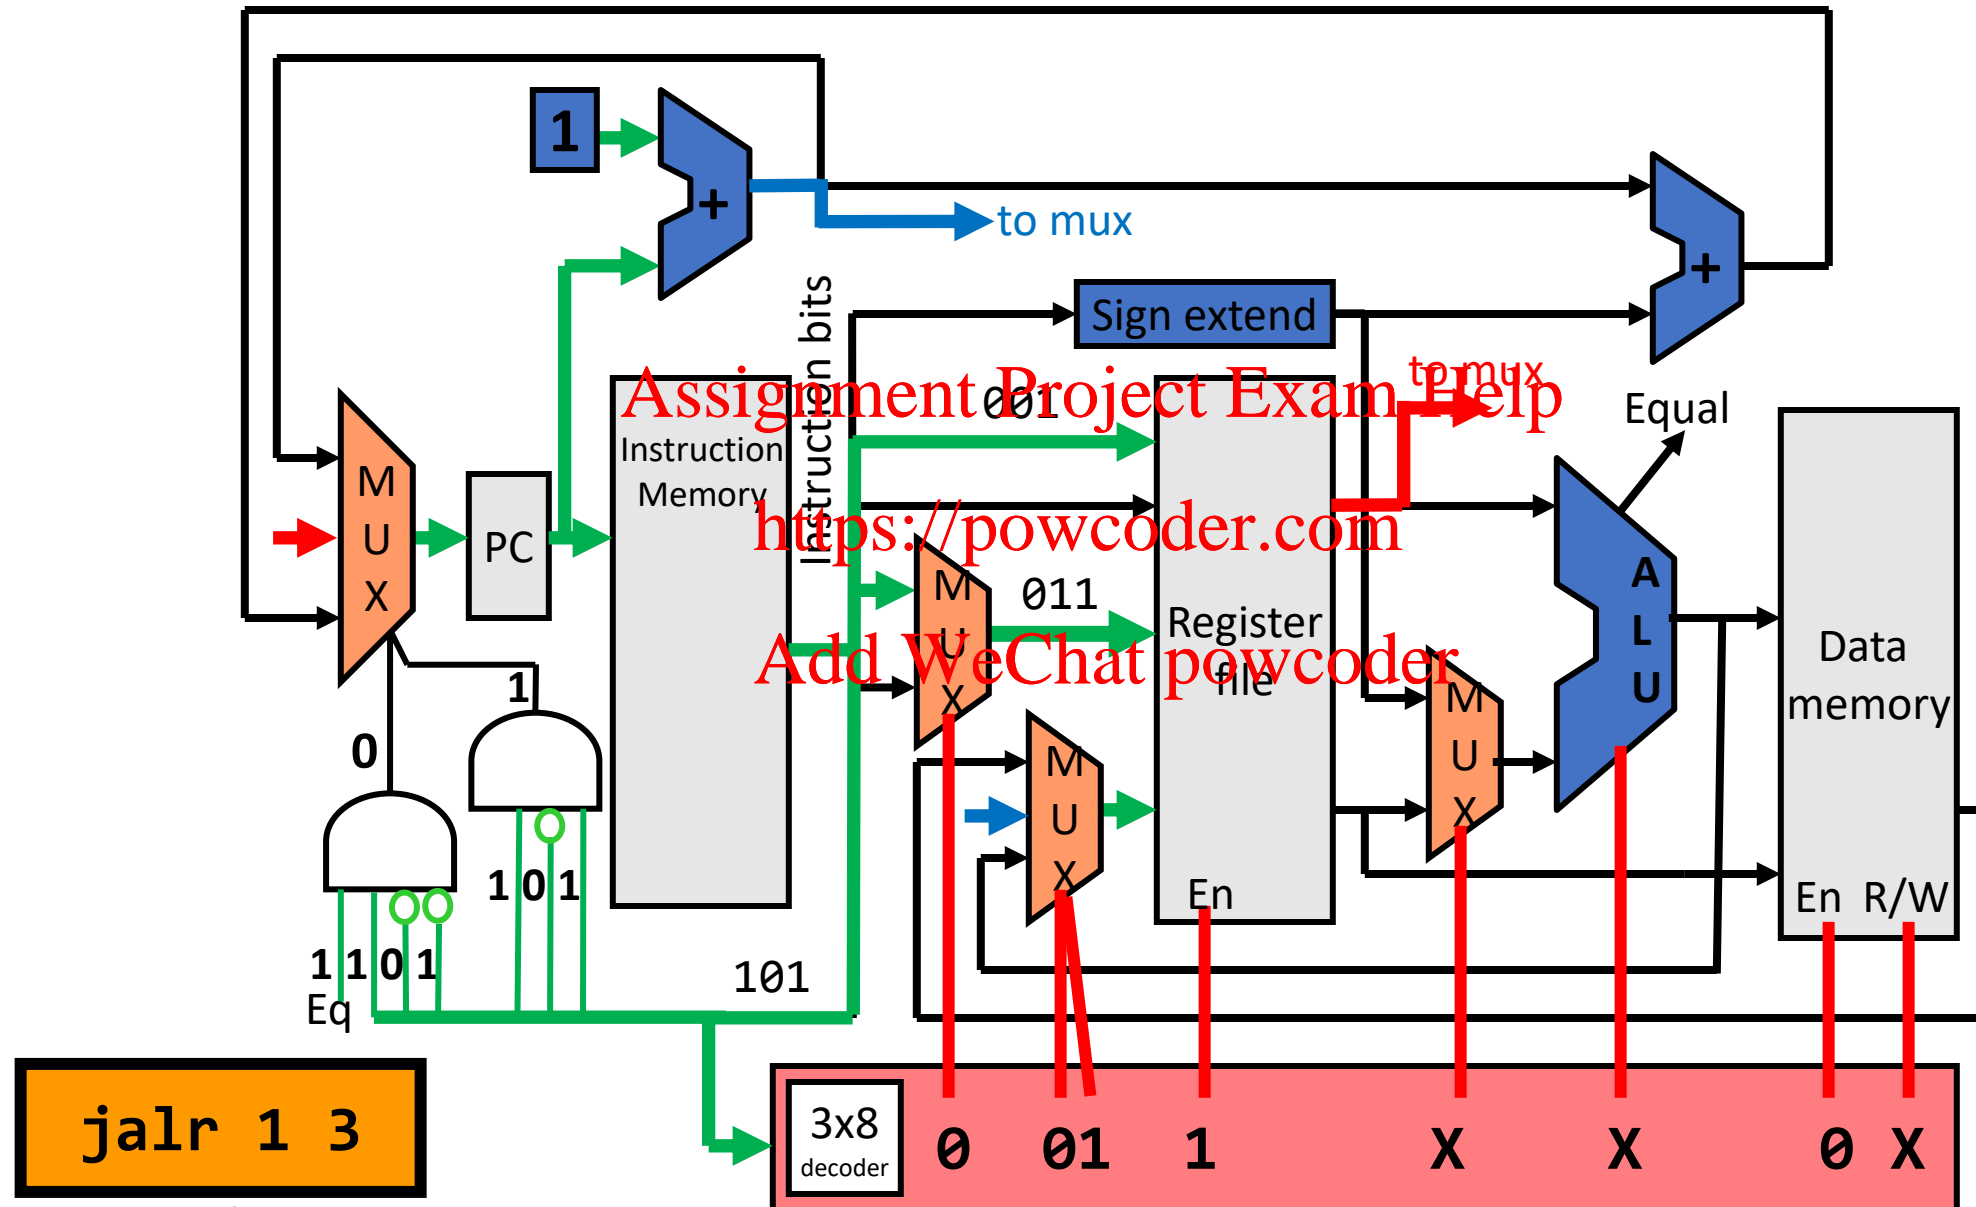 1
+
to mux
+
Instruction bits
Sign extend
to mux
Assignment Project Exam Help
001
Equal
Instruction
Memory
M
U
X
PC
https://powcoder.com
M
U
X
011
Register
file
Add WeChat powcoder
A
L
U
Data
memory
M
U
X
M
U
X
1
0
En
En R/W
1 0 1
1 1 0 1
Eq
101
jalr 1 3
3x8
decoder
0 01 1 X X 0 X